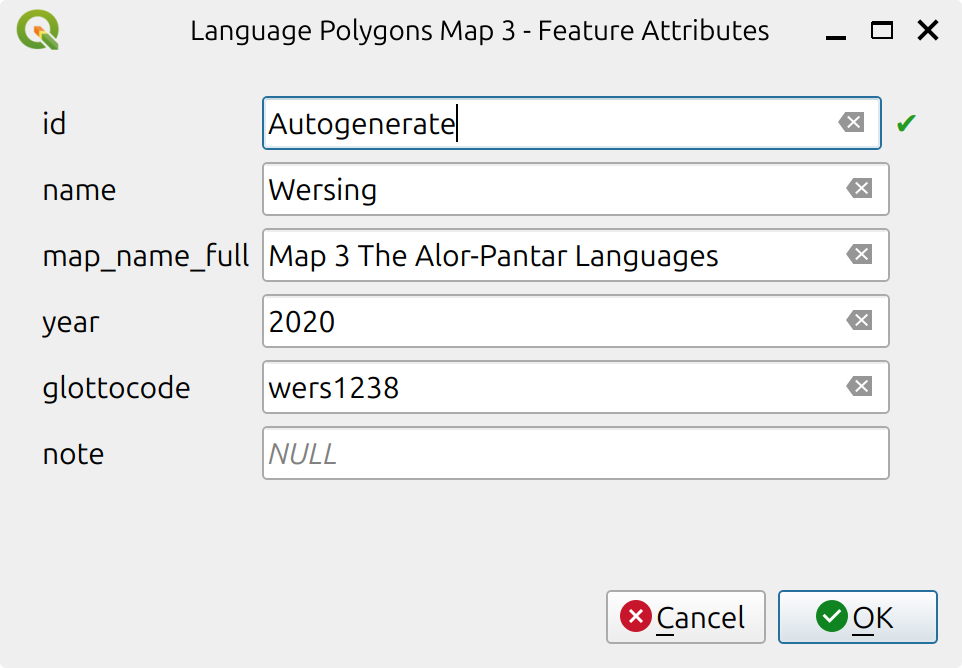 Language Polygons Map 3 - Feature Attributes
id Autogenerate
name Wersing
map_name_full Map 3 The Alor-Pantar Languages
year 2020
glottocode wers1238
note NULL
Cancel OK